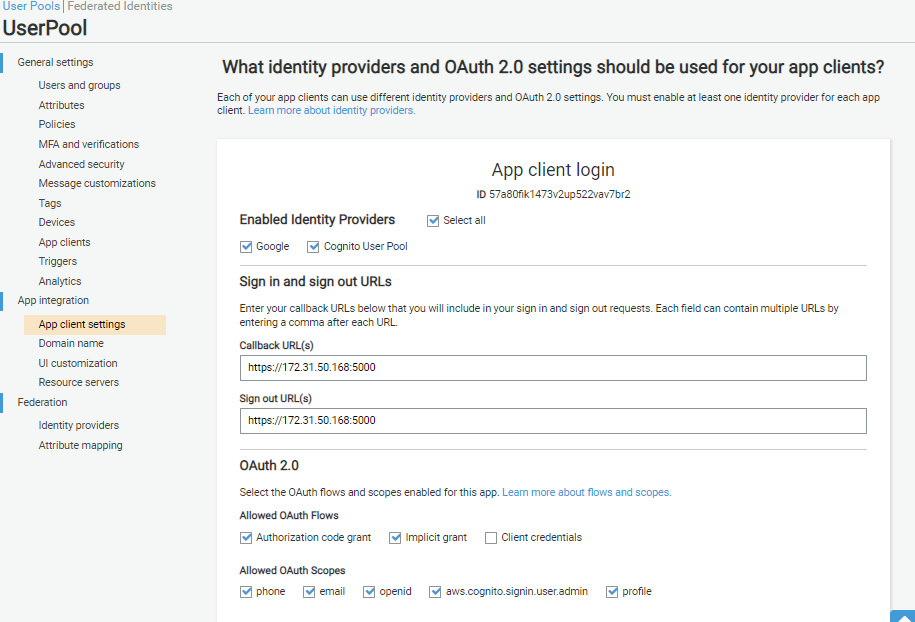 User Pools | Federated Identities
UserPool
General settings
Users and groups
Attributes
Policies
MFA and verifications
Advanced security
Message customizations
Tags
Devices
App clients
Triggers
Analytics
App integration
App client settings
Domain name
UI customization
Resource servers
Federation
Identity providers
Attribute mapping
What identity providers and OAuth 2.0 settings should be used for your app clients?
Each of your app clients can use different identity providers and OAuth 2.0 settings. You must enable at least one identity provider for each app
client. Learn more about identity providers.
App client login
ID 57a80fik1473v2up522vav7br2
Enabled Identity Providers Select all
Google Cognito User Pool
Sign in and sign out URLs
Enter your callback URLs below that you will include in your sign in and sign out requests. Each field can contain multiple URLs by
entering a comma after each URL.
Callback URL(s)
https://172.31.50.168:5000
Sign out URL(s)
https://172.31.50.168:5000
OAuth 2.0
Select the OAuth flows and scopes enabled for this app. Learn more about flows and scopes.
Allowed OAuth Flows
Authorization code grant Implicit grant Client credentials
Allowed OAuth Scopes
phone email openid aws.cognito.signin.user.admin profile